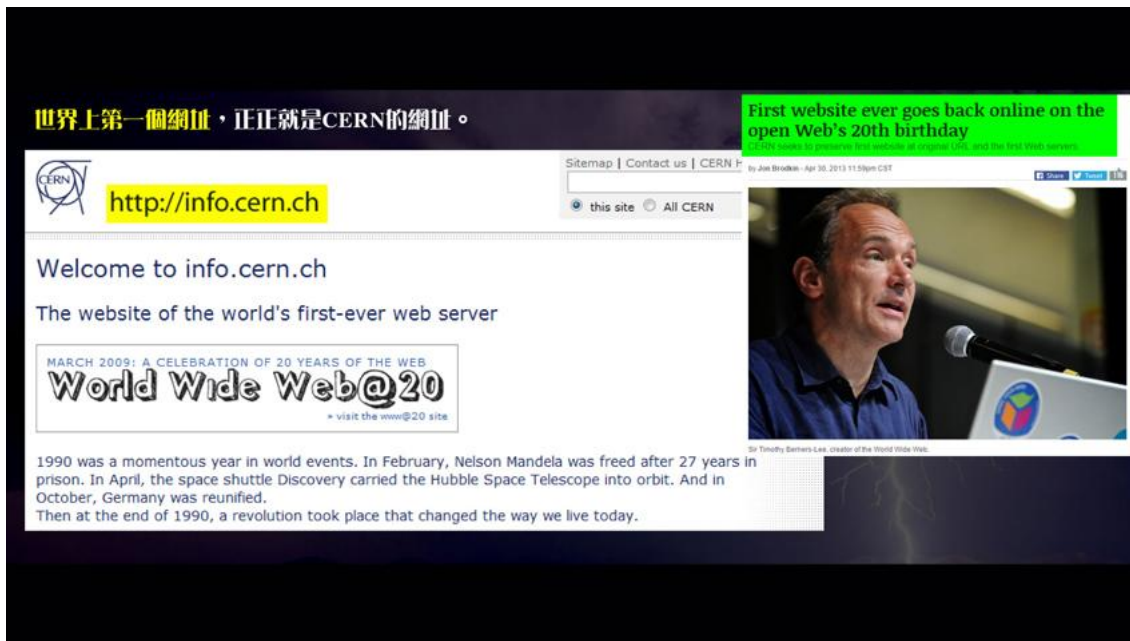 世界上第一個網址，正正就是CERN的網址。
CERN
http://info.cern.ch
Sitemap | Contact us | CERN H
this site All CERN
Welcome to info.cern.ch
The website of the world's first-ever web server
MARCH 2009: A CELEBRATION OF 20 YEARS OF THE WEB
World Wide Web@20
» visit the www@20 site
1990 was a momentous year in world events. In February, Nelson Mandela was freed after 27 years in
prison. In April, the space shuttle Discovery carried the Hubble Space Telescope into orbit. And in
October, Germany was reunified.
Then at the end of 1990, a revolution took place that changed the way we live today.
First website ever goes back online on the
open Web's 20th birthday
CERN seeks to preserve first website at original URL and the first Web servers.
by Jon Brodkin - Apr 30, 2013 11:59pm CST
Share Tweet
Sir Timothy Berners-Lee, creator of the World Wide Web.